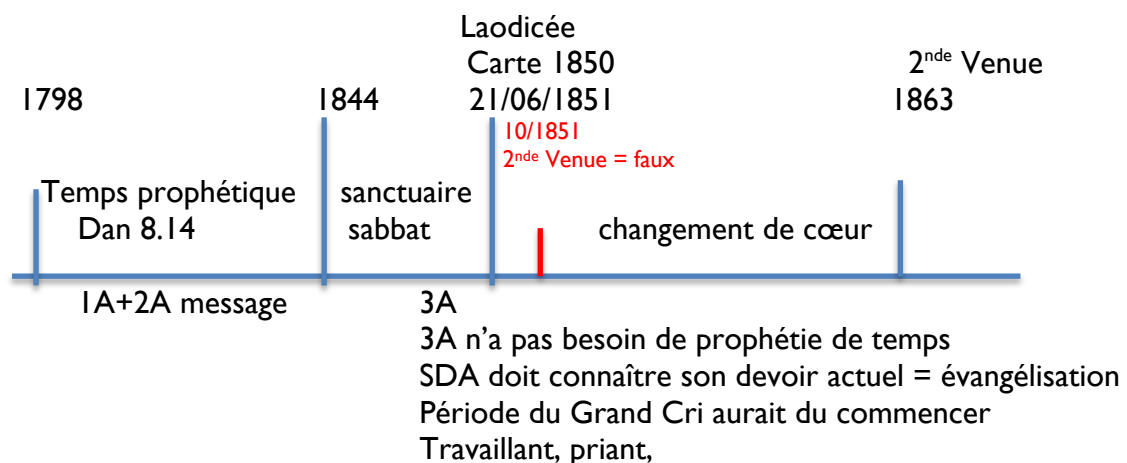 Laodicée
Carte 1850
2nde Venue
1798
1844
21/06/1851
1863
10/1851
2nde Venue = faux
Temps prophétique
Dan 8.14
sanctuaire
sabbat
changement de cœur
1A+2A message
3A
3A n'a pas besoin de prophétie de temps
SDA doit connaître son devoir actuel = évangélisation
Période du Grand Cri aurait du commencer
Travaillant, priant,